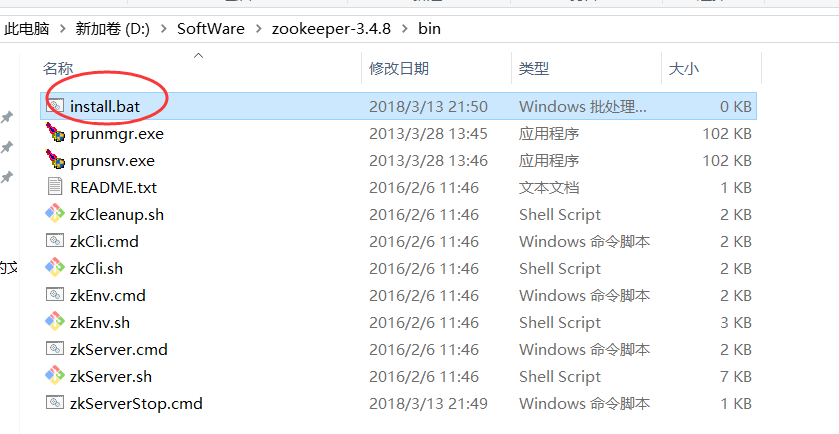 此电脑 > 新加卷 (D:) > SoftWare > zookeeper-3.4.8 > bin
名称 修改日期 类型 大小
install.bat 2018/3/13 21:50 Windows 批处理... 0 KB
prunmgr.exe 2013/3/28 13:45 应用程序 102 KB
prunsrv.exe 2013/3/28 13:46 应用程序 102 KB
README.txt 2016/2/6 11:46 文本文档 1 KB
zkCleanup.sh 2016/2/6 11:46 Shell Script 2 KB
zkCli.cmd 2016/2/6 11:46 Windows 命令脚本 2 KB
的文 zkCli.sh 2016/2/6 11:46 Shell Script 2 KB
zkEnv.cmd 2016/2/6 11:46 Windows 命令脚本 2 KB
zkEnv.sh 2016/2/6 11:46 Shell Script 3 KB
zkServer.cmd 2016/2/6 11:46 Windows 命令脚本 2 KB
zkServer.sh 2016/2/6 11:46 Shell Script 7 KB
zkServerStop.cmd 2018/3/13 21:49 Windows 命令脚本 1 KB